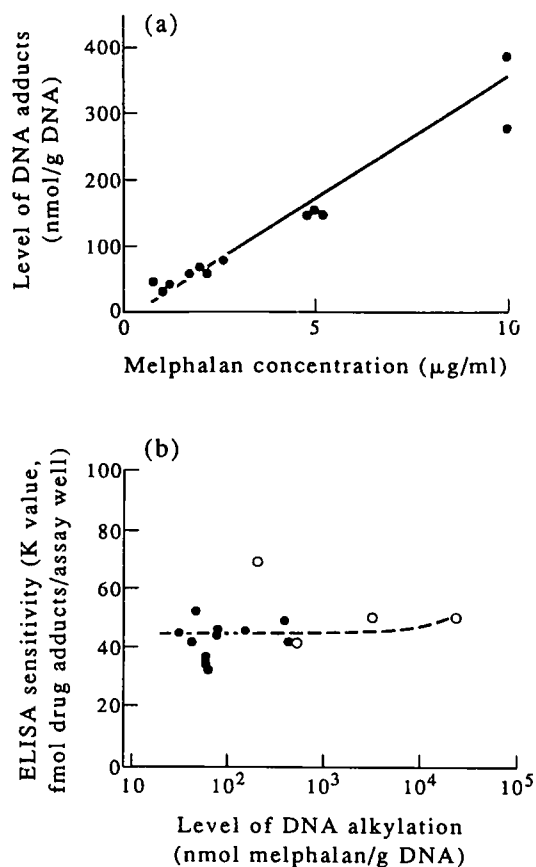 (a)
Level of DNA adducts
(nmol/g DNA)
400
300
200
100
0
0
5
10
Melphalan concentration (μg/ml)
(b)
ELISA sensitivity (K value,
fmol drug adducts/assay well)
100
80
60
40
20
0
10
10²
10³
10⁴
10⁵
Level of DNA alkylation
(nmol melphalan/g DNA)